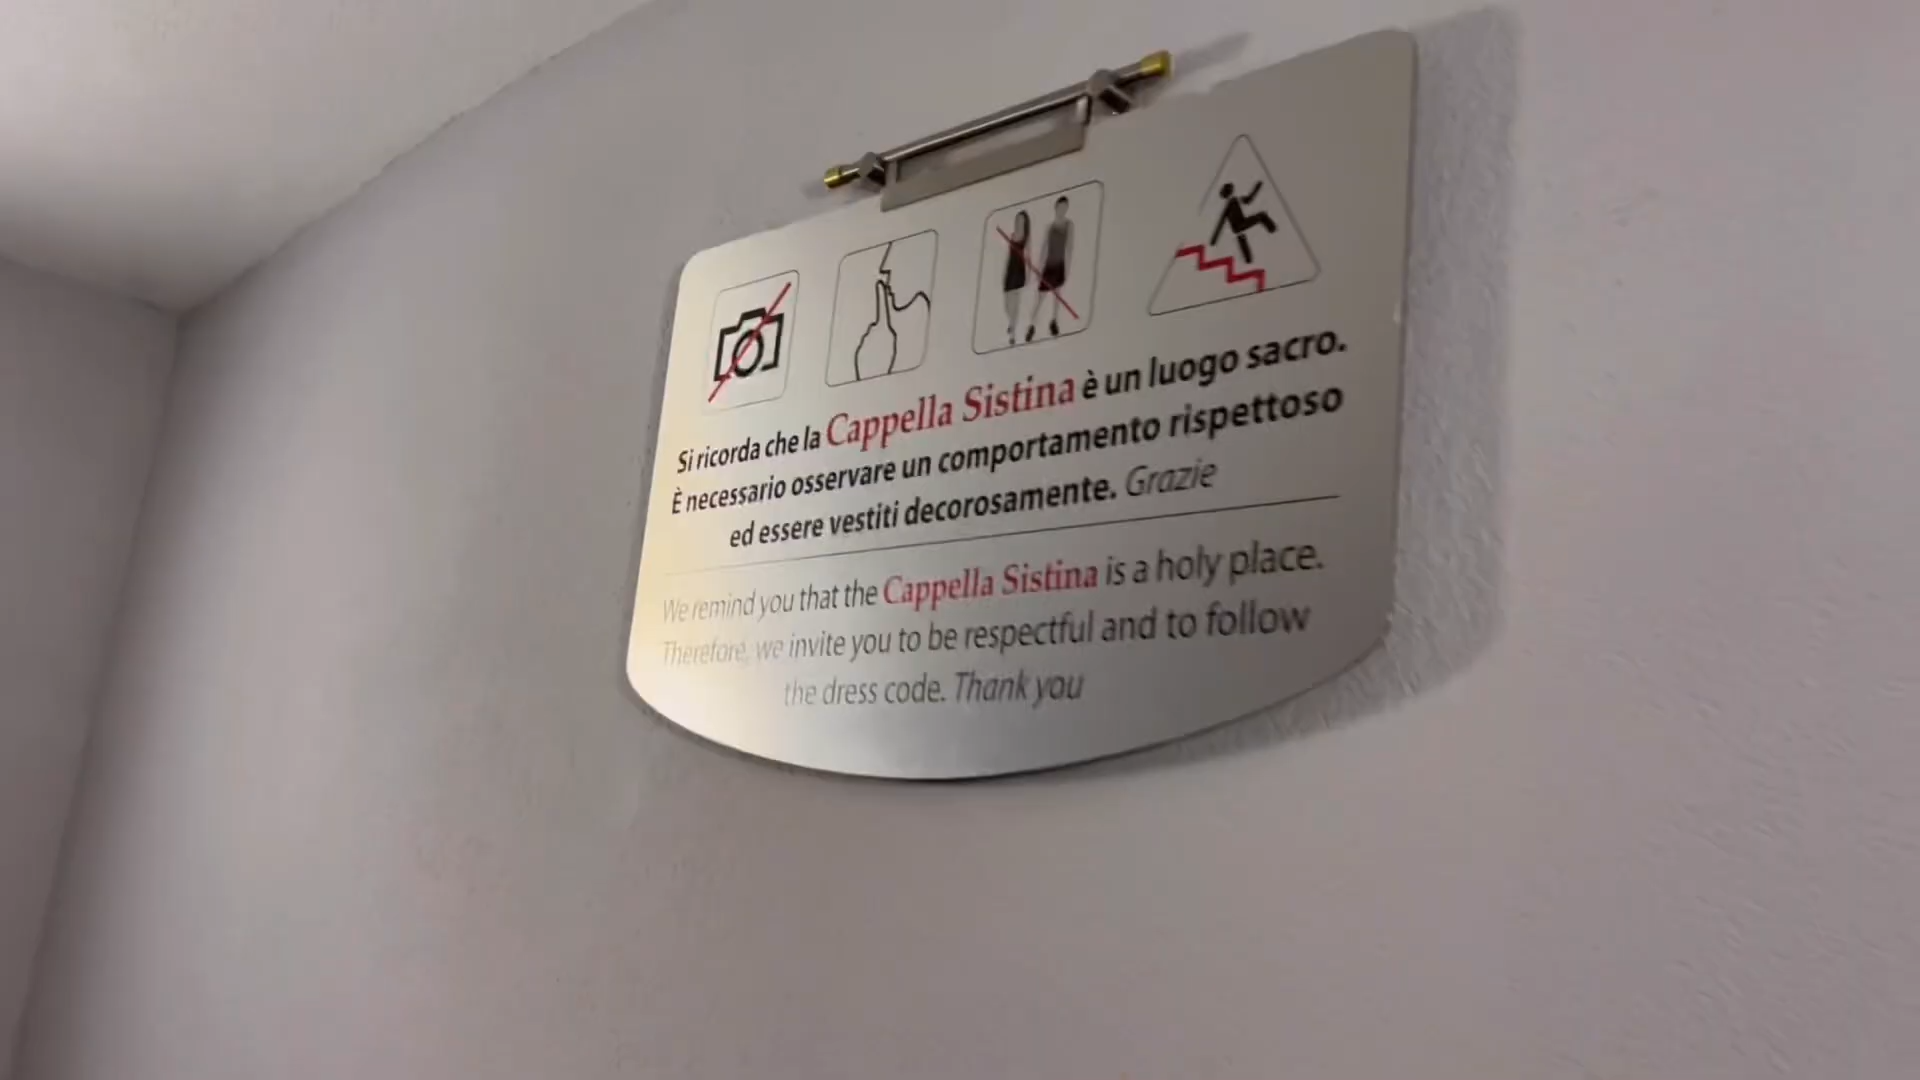 Si ricorda che la Cappella Sistina è un luogo sacro.
È necessario osservare un comportamento rispettoso
ed essere vestiti decorosamente. Grazie
We remind you that the Cappella Sistina is a holy place.
Therefore, we invite you to be respectful and to follow
the dress code. Thank you